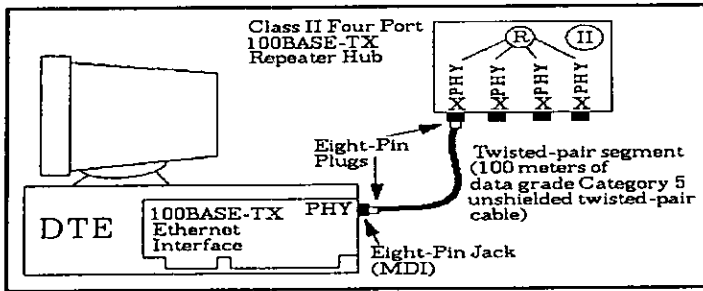 Class II Four Port
100BASE-TX
Repeater Hub
R
II
PHY
PHY
PHY
PHY
X
X
X
X
Eight-Pin
Plugs
Twisted-pair segment
(100 meters of
data grade Category 5
unshielded twisted-pair
cable)
DTE
100BASE-TX
Ethernet
Interface
PHY
Eight-Pin Jack
(MDI)